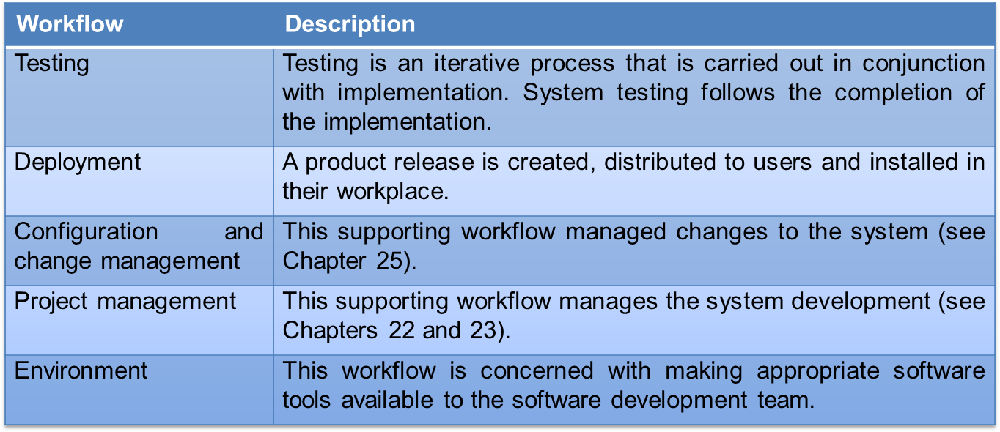 Workflow Description
Testing Testing is an iterative process that is carried out in conjunction
with implementation. System testing follows the completion of
the implementation.
Deployment A product release is created, distributed to users and installed in
their workplace.
Configuration and This supporting workflow managed changes to the system (see
change management Chapter 25).
Project management This supporting workflow manages the system development (see
Chapters 22 and 23).
Environment This workflow is concerned with making appropriate software
tools available to the software development team.